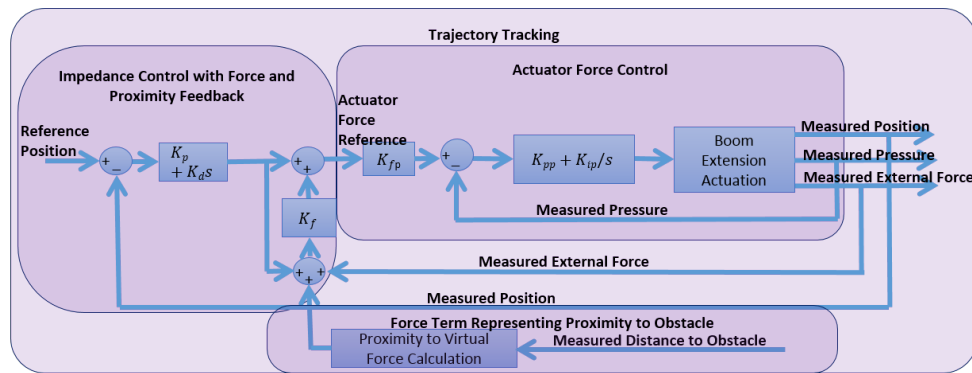 Trajectory Tracking
Impedance Control with Force and
Proximity Feedback
Actuator Force Control
Actuator
Force
Reference
Reference
Position
+
−
K_p
+ K_d s
+
+
K_fp
+
−
K_pp + K_ip/s
Boom
Extension
Actuation
Measured Position
Measured Pressure
Measured External Force
Measured Pressure
K_f
+
+
+
Measured External Force
Measured Position
Force Term Representing Proximity to Obstacle
Proximity to Virtual
Force Calculation
Measured Distance to Obstacle